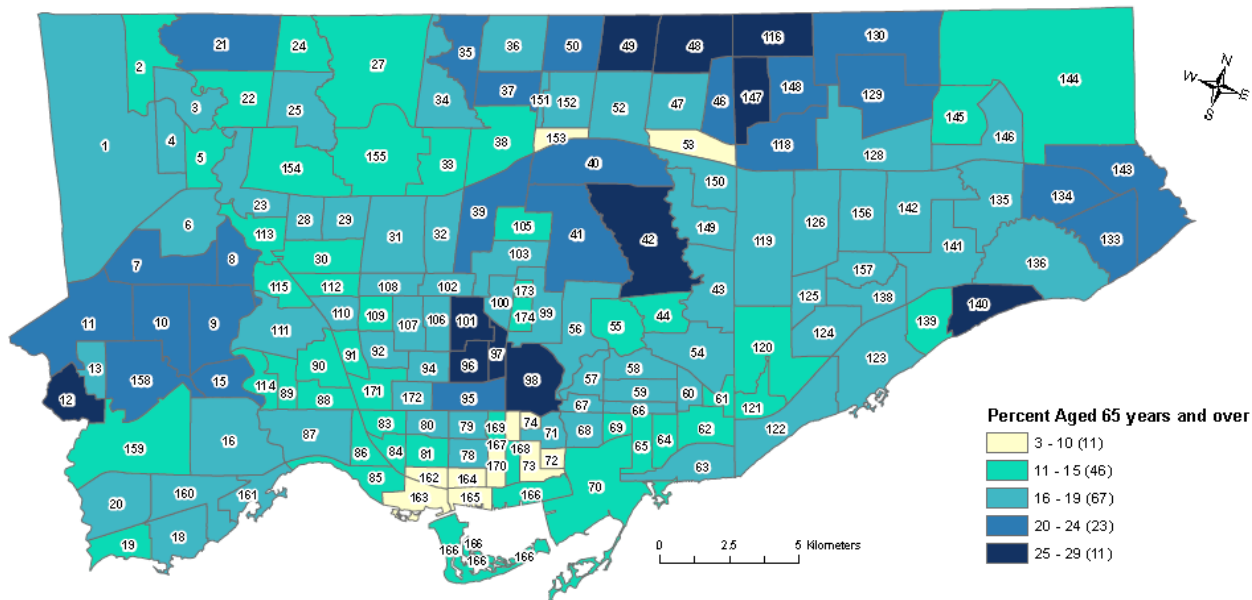 21 24 27 35 36 50 49 48 116 130
2 22 25 34 37 151 152 52 47 46 147 148 129 144
3 145
1 4 5 154 155 33 38 153 40 53 118 128 146
143
150 135 134
6 23 28 29 31 32 39 105 41 42 149 119 126 156 142 141 133
113 103 136
7 8 30
115 112 108 102 173 43 157
11 10 9 111 110 109 107 106 101 100 174 99 56 55 44 125 138 139 140
91 92 97 54 120 124 123
13 158 15 114 89 90 88 171 94 96 98 57 58
12 172 95 67 59 60 61 121
66
159 16 87 83 80 79 169 74 71 68 69 62 122
86 84 81 78 167 168 65 64
85 162 164 170 73 72 63
20 160 161 163 165 166 70
19 18 166 166 166 166
N
W E
S
0 2.5 5 Kilometers
Percent Aged 65 years and over
3 - 10 (11)
11 - 15 (46)
16 - 19 (67)
20 - 24 (23)
25 - 29 (11)